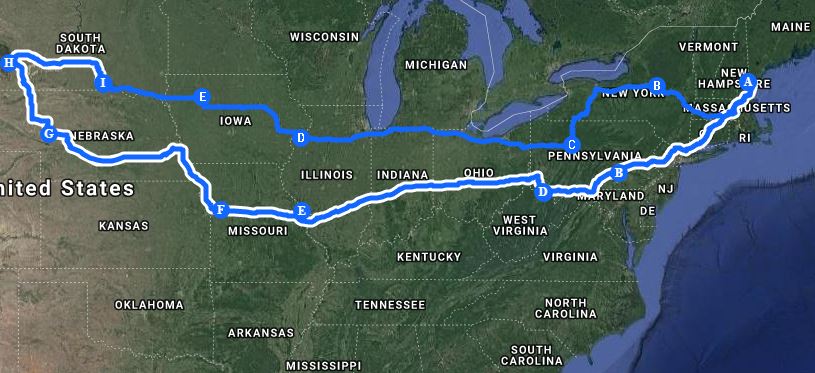 MAINE
SOUTH
DAKOTA
WISCONSIN
VERMONT
MICHIGAN
H
NEW
HAMPSHIRE
A
I
B
NEW YORK
E
MASSACHUSETTS
IOWA
G
NEBRASKA
D
C
RI
PENNSYLVANIA
ILLINOIS
INDIANA
OHIO
B
nited States
D
MARYLAND
NJ
F
E
DE
KANSAS
MISSOURI
WEST
VIRGINIA
KENTUCKY
VIRGINIA
OKLAHOMA
TENNESSEE
NORTH
CAROLINA
ARKANSAS
SOUTH
CAROLINA
MISSISSIPPI